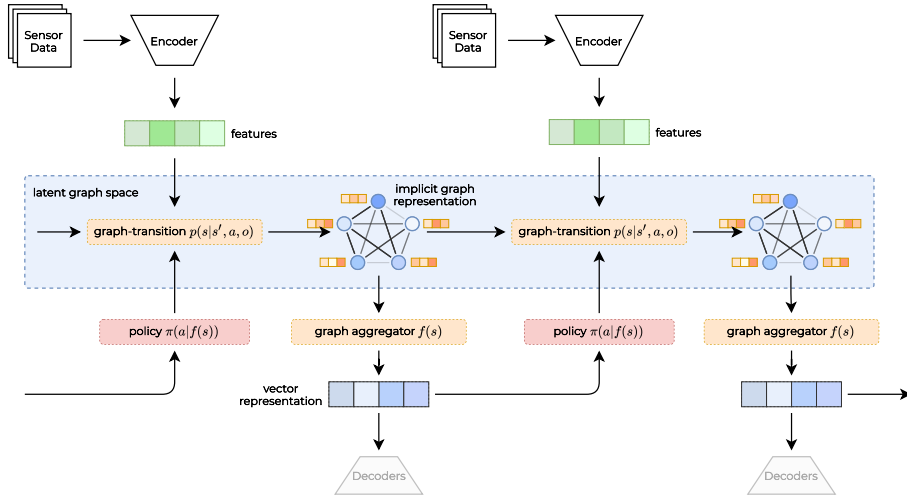 Sensor
Data
Encoder
Sensor
Data
Encoder
features
features
latent graph space
implicit graph
representation
graph-transition p(s|s′, a, o)
graph-transition p(s|s′, a, o)
policy π(a|f(s))
graph aggregator f(s)
policy π(a|f(s))
graph aggregator f(s)
vector
representation
Decoders
Decoders